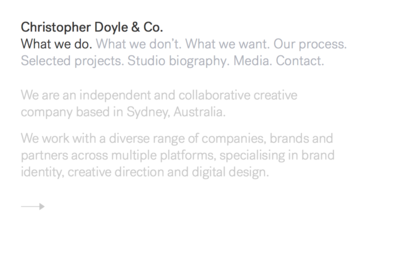 Christopher Doyle & Co.
What we do. What we don't. What we want. Our process.
Selected projects. Studio biography. Media. Contact.
We are an independent and collaborative creative
company based in Sydney, Australia.
We work with a diverse range of companies, brands and
partners across multiple platforms, specialising in brand
identity, creative direction and digital design.